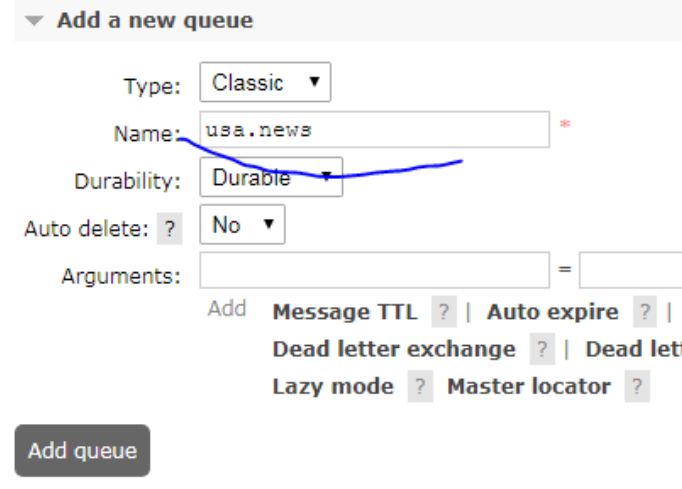 Add a new queue
Type: Classic
Name: usa.news *
Durability: Durable
Auto delete: ? No
Arguments: =
Add Message TTL ? | Auto expire ? |
Dead letter exchange ? | Dead lett
Lazy mode ? Master locator ?
Add queue